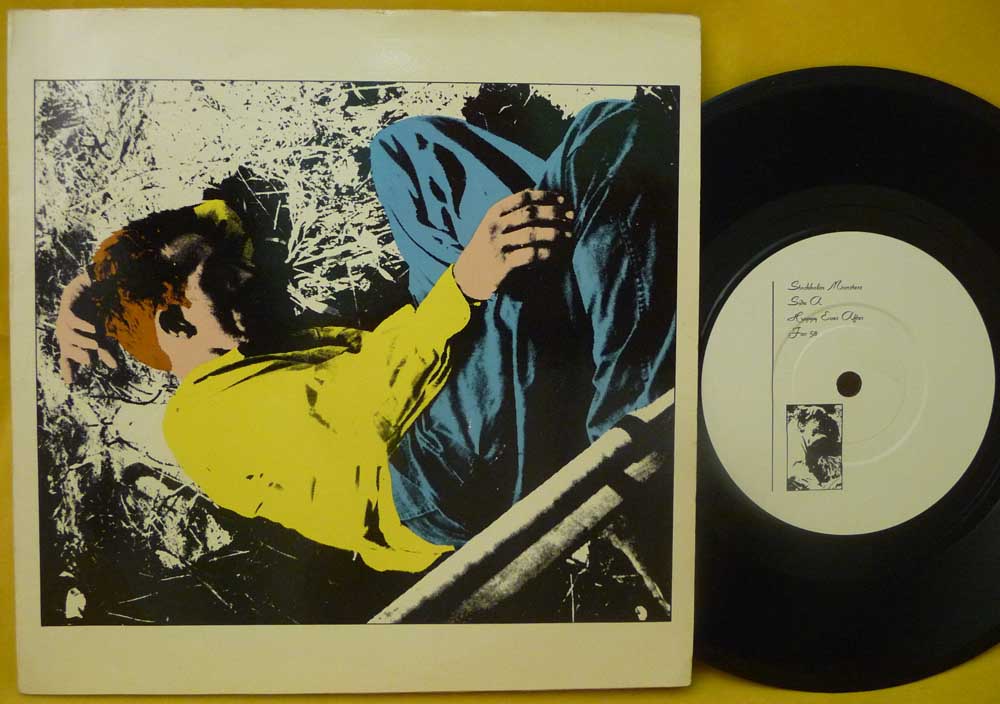 Stockholm Monsters
Side A.
Happy Ever After
Fac 58